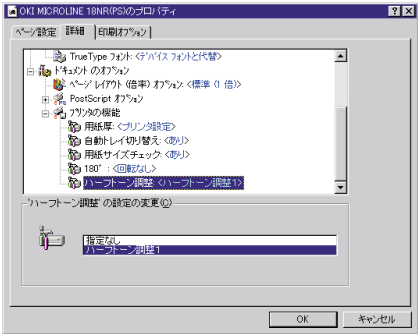 OKI MICROLINE 18NR(PS)のプロパティ
ページ設定 詳細 印刷オプション
TrueType フォント: <デバイス フォントと代替>
ドキュメント のオプション
ページ レイアウト (倍率) オプション: <標準 (1 倍)>
PostScript オプション
プリンタの機能
用紙厚: <プリンタ設定>
自動トレイ切り替え: <あり>
用紙サイズチェック: <あり>
180°: <回転なし>
ハーフトーン調整: <ハーフトーン調整1>
'ハーフトーン調整' の設定の変更(C)
指定なし
ハーフトーン調整1
OK キャンセル